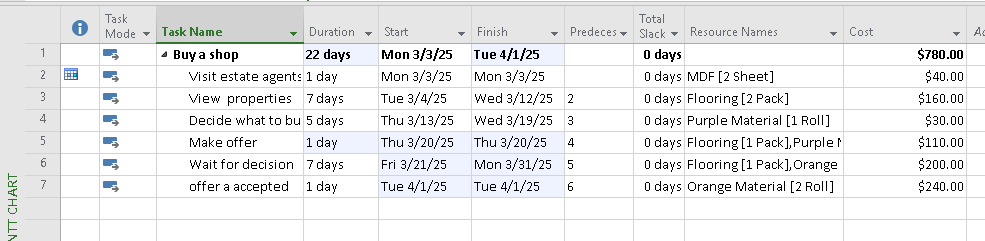 Task Mode Task Name Duration Start Finish Predeces Total Slack Resource Names Cost
1 Buy a shop 22 days Mon 3/3/25 Tue 4/1/25 0 days $780.00
2 Visit estate agents 1 day Mon 3/3/25 Mon 3/3/25 0 days MDF [2 Sheet] $40.00
3 View properties 7 days Tue 3/4/25 Wed 3/12/25 2 0 days Flooring [2 Pack] $160.00
4 Decide what to bu 5 days Thu 3/13/25 Wed 3/19/25 3 0 days Purple Material [1 Roll] $30.00
5 Make offer 1 day Thu 3/20/25 Thu 3/20/25 4 0 days Flooring [1 Pack],Purple M $110.00
6 Wait for decision 7 days Fri 3/21/25 Mon 3/31/25 5 0 days Flooring [1 Pack],Orange $200.00
7 offer a accepted 1 day Tue 4/1/25 Tue 4/1/25 6 0 days Orange Material [2 Roll] $240.00
NTT CHART